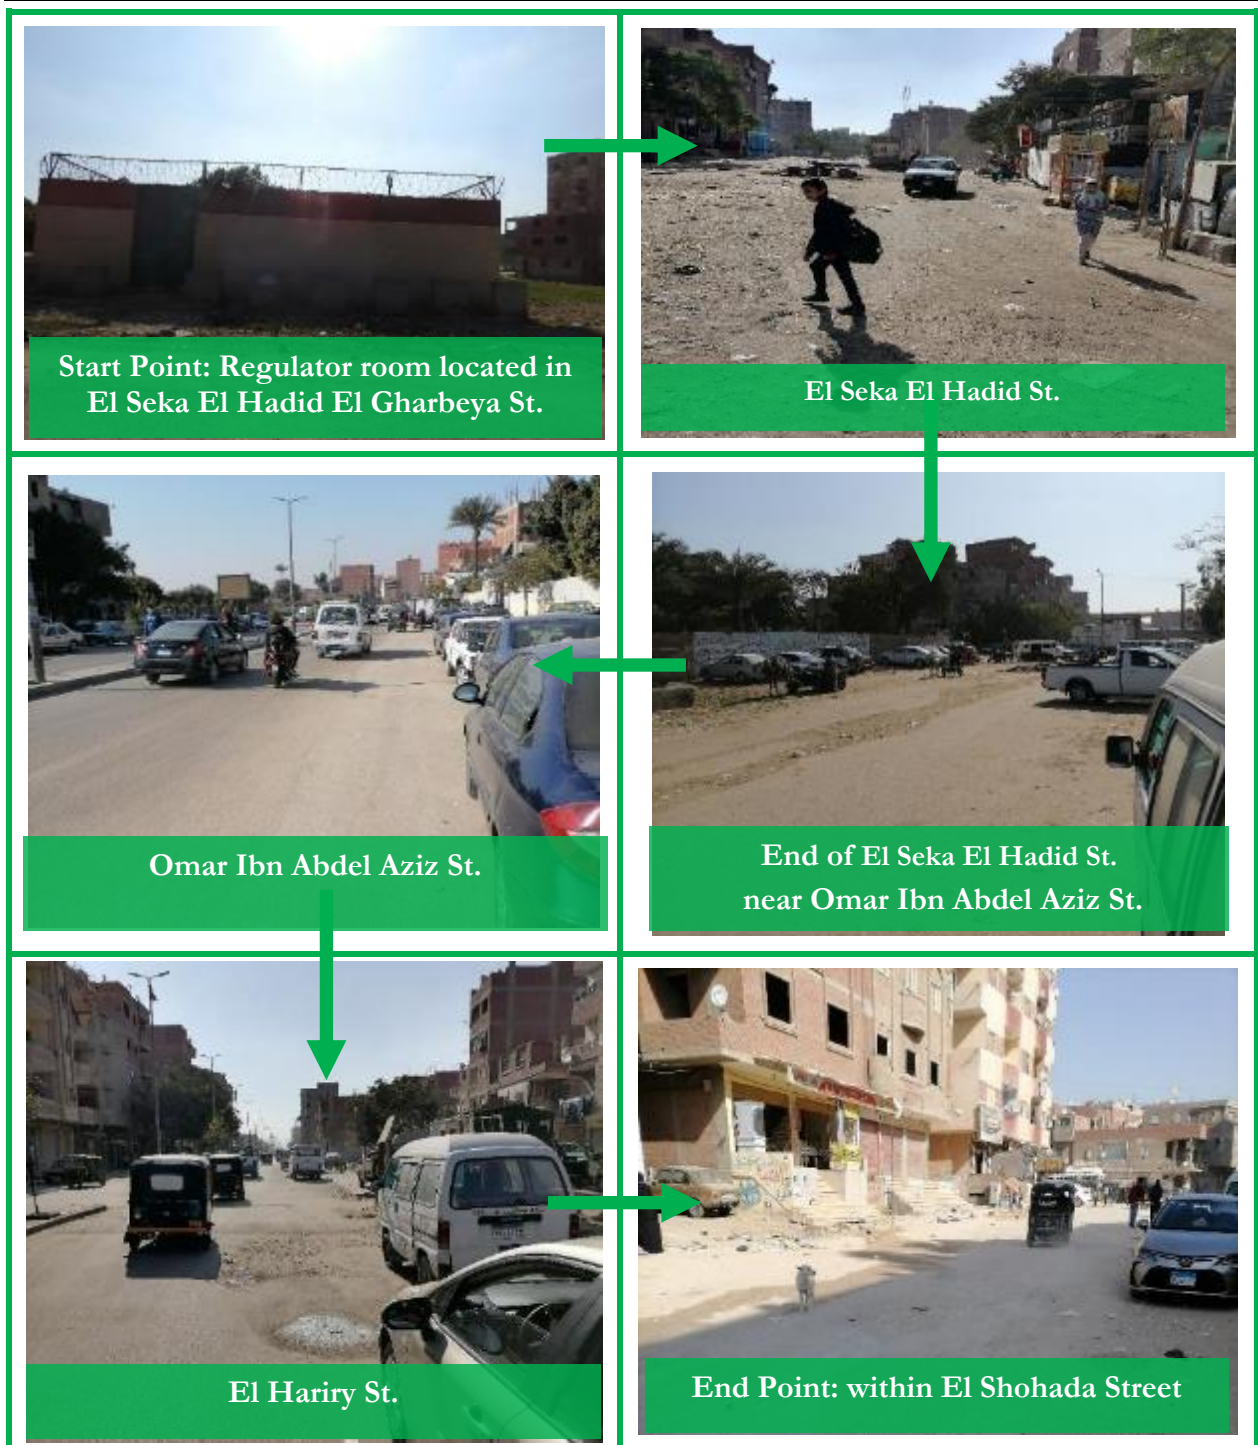 Start Point: Regulator room located in
El Seka El Hadid El Gharbeya St.
El Seka El Hadid St.
End of El Seka El Hadid St.
near Omar Ibn Abdel Aziz St.
Omar Ibn Abdel Aziz St.
El Hariry St.
End Point: within El Shohada Street